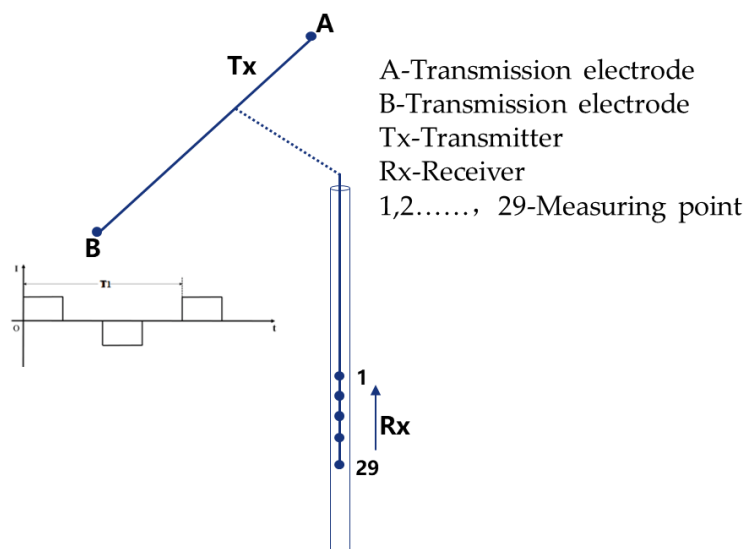 A
Tx
A-Transmission electrode
B-Transmission electrode
Tx-Transmitter
Rx-Receiver
1,2……，29-Measuring point
B
I
T1
O
t
1
Rx
29